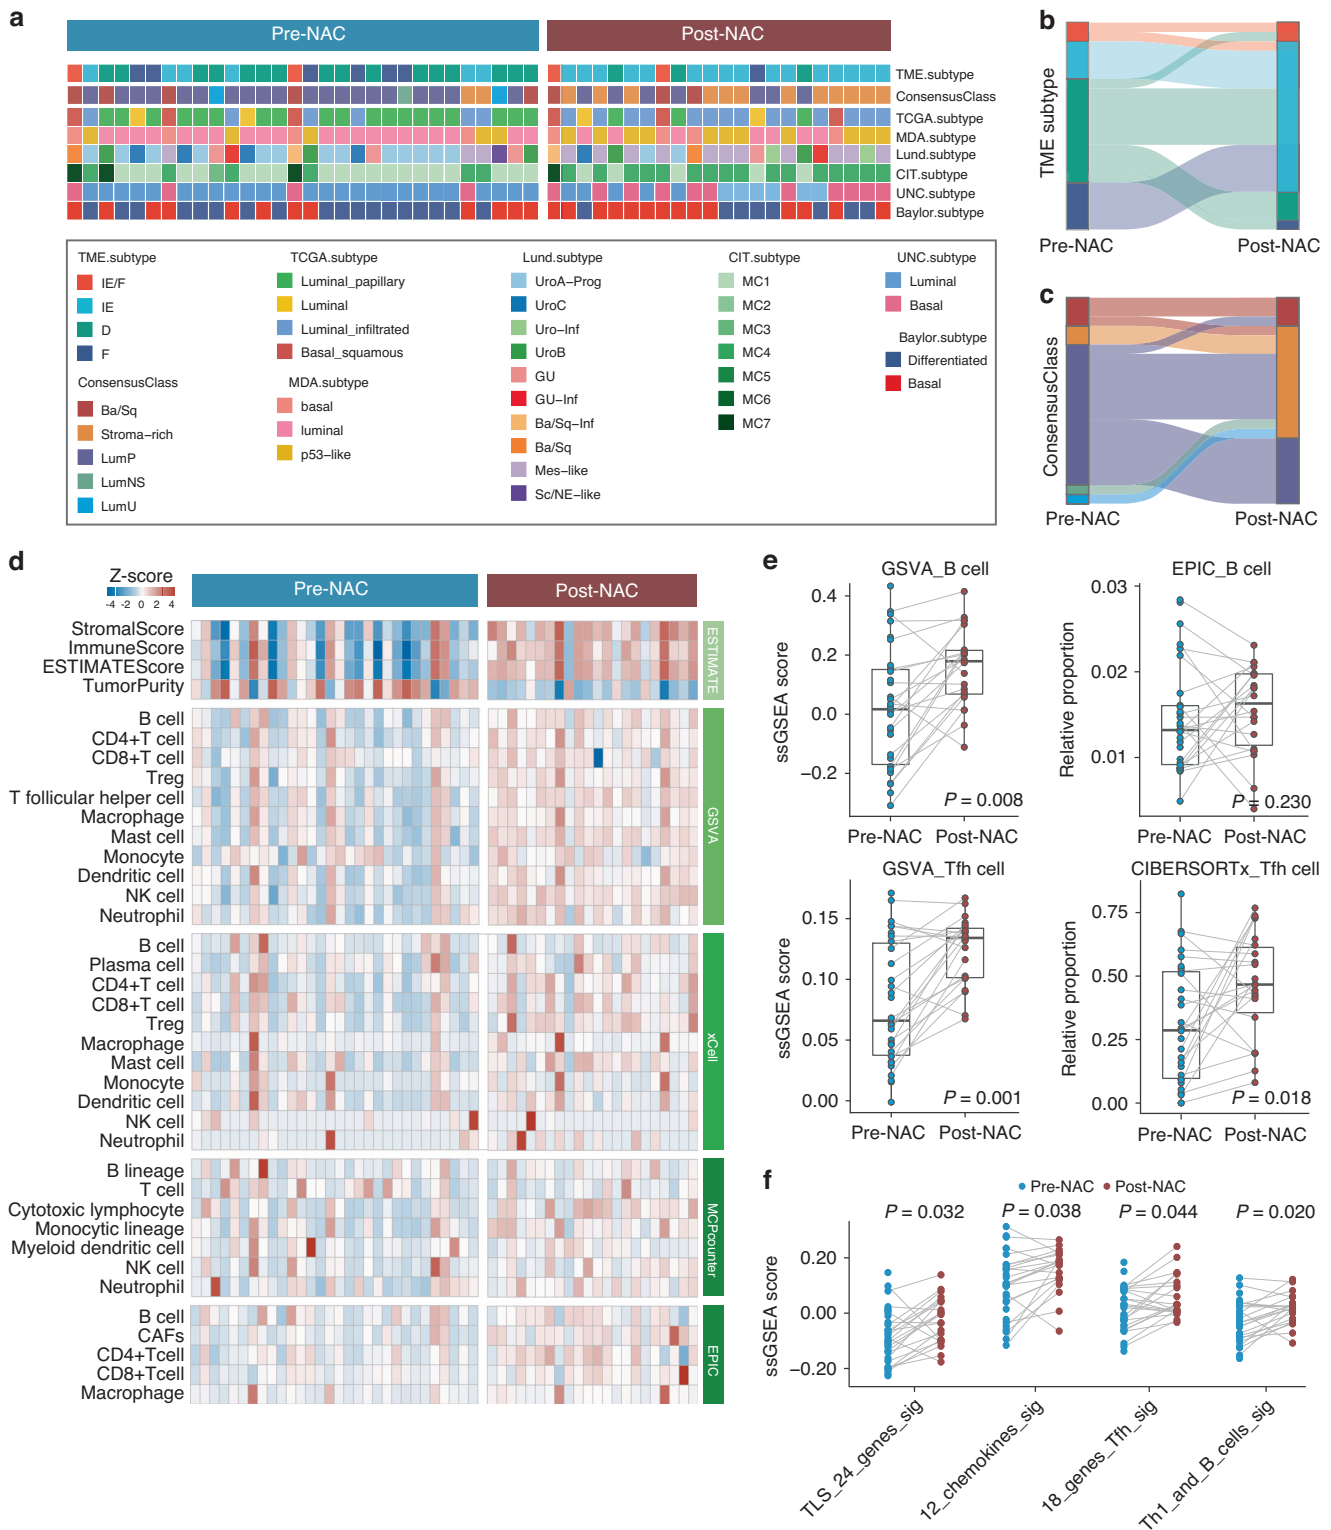 a
Pre-NAC
Post-NAC
TME.subtype
ConsensusClass
TCGA.subtype
MDA.subtype
Lund.subtype
CIT.subtype
UNC.subtype
Baylor.subtype
TME.subtype
IE/F
IE
D
F
ConsensusClass
Ba/Sq
Stroma-rich
LumP
LumNS
LumU
TCGA.subtype
Luminal_papillary
Luminal
Luminal_infiltrated
Basal_squamous
MDA.subtype
basal
luminal
p53-like
Lund.subtype
UroA-Prog
UroC
Uro-Inf
UroB
GU
GU-Inf
Ba/Sq-Inf
Ba/Sq
Mes-like
Sc/NE-like
CIT.subtype
MC1
MC2
MC3
MC4
MC5
MC6
MC7
UNC.subtype
Luminal
Basal
Baylor.subtype
Differentiated
Basal
b
TME subtype
Pre-NAC
Post-NAC
c
ConsensusClass
Pre-NAC
Post-NAC
d
Z-score
-4 -2 0 2 4
Pre-NAC
Post-NAC
StromalScore
ImmuneScore
ESTIMATEScore
TumorPurity
ESTIMATE
B cell
CD4+T cell
CD8+T cell
Treg
T follicular helper cell
Macrophage
Mast cell
Monocyte
Dendritic cell
NK cell
Neutrophil
GSVA
B cell
Plasma cell
CD4+T cell
CD8+T cell
Treg
Macrophage
Mast cell
Monocyte
Dendritic cell
NK cell
Neutrophil
xCell
B lineage
T cell
Cytotoxic lymphocyte
Monocytic lineage
Myeloid dendritic cell
NK cell
Neutrophil
MCPcounter
B cell
CAFs
CD4+Tcell
CD8+Tcell
Macrophage
EPIC
e
GSVA_B cell
ssGSEA score
0.4
0.2
0.0
−0.2
P = 0.008
Pre-NAC
Post-NAC
EPIC_B cell
Relative proportion
0.03
0.02
0.01
P = 0.230
Pre-NAC
Post-NAC
GSVA_Tfh cell
ssGSEA score
0.15
0.10
0.05
0.00
P = 0.001
Pre-NAC
Post-NAC
CIBERSORTx_Tfh cell
Relative proportion
0.75
0.50
0.25
0.00
P = 0.018
Pre-NAC
Post-NAC
f
Pre-NAC
Post-NAC
P = 0.032
P = 0.038
P = 0.044
P = 0.020
ssGSEA score
0.20
0.00
−0.20
TLS_24_genes_sig
12_chemokines_sig
18_genes_Tfh_sig
Th1_and_B_cells_sig